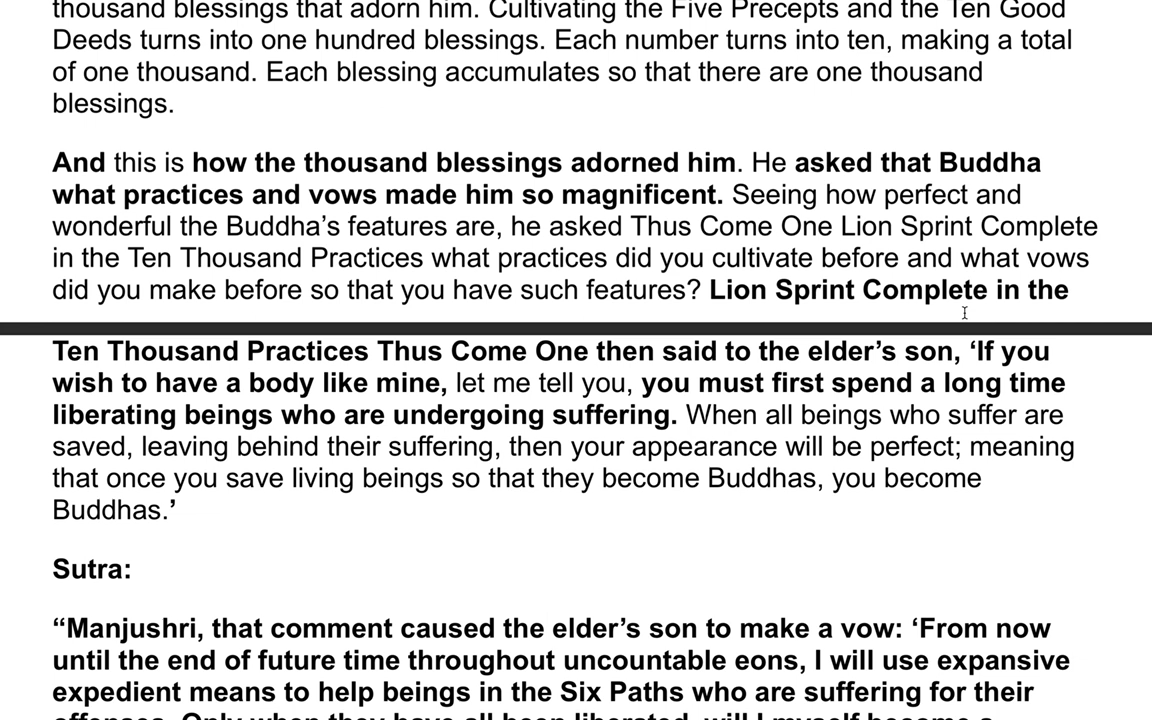 thousand blessings that adorn him. Cultivating the Five Precepts and the Ten Good
Deeds turns into one hundred blessings. Each number turns into ten, making a total
of one thousand. Each blessing accumulates so that there are one thousand
blessings.
And this is how the thousand blessings adorned him. He asked that Buddha
what practices and vows made him so magnificent. Seeing how perfect and
wonderful the Buddha’s features are, he asked Thus Come One Lion Sprint Complete
in the Ten Thousand Practices what practices did you cultivate before and what vows
did you make before so that you have such features? Lion Sprint Complete in the
Ten Thousand Practices Thus Come One then said to the elder’s son, ‘If you
wish to have a body like mine, let me tell you, you must first spend a long time
liberating beings who are undergoing suffering. When all beings who suffer are
saved, leaving behind their suffering, then your appearance will be perfect; meaning
that once you save living beings so that they become Buddhas, you become
Buddhas.’
Sutra:
“Manjushri, that comment caused the elder’s son to make a vow: ‘From now
until the end of future time throughout uncountable eons, I will use expansive
expedient means to help beings in the Six Paths who are suffering for their
offenses. Only when they have all been liberated, will I myself become a